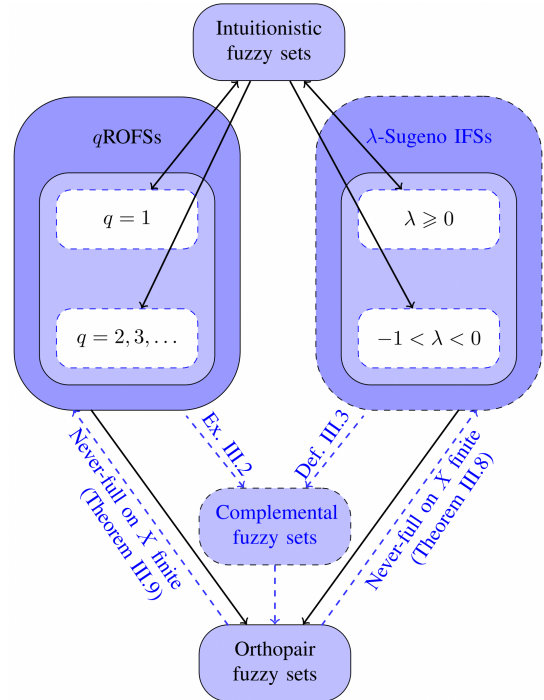 Intuitionistic
fuzzy sets
qROFSs
λ-Sugeno IFSs
q = 1
λ ⩾ 0
q = 2, 3, . . .
−1 < λ < 0
Ex. III.2
Def. III.3
Never-full on X finite
(Theorem III.9)
Complemental
fuzzy sets
Never-full on X finite
(Theorem III.8)
Orthopair
fuzzy sets